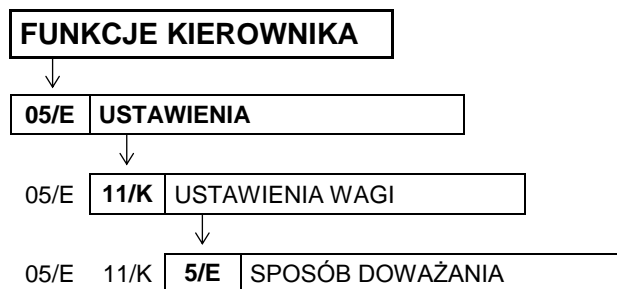 FUNKCJE KIEROWNIKA
05/E USTAWIENIA
05/E 11/K USTAWIENIA WAGI
05/E 11/K 5/E SPOSÓB DOWAŻANIA